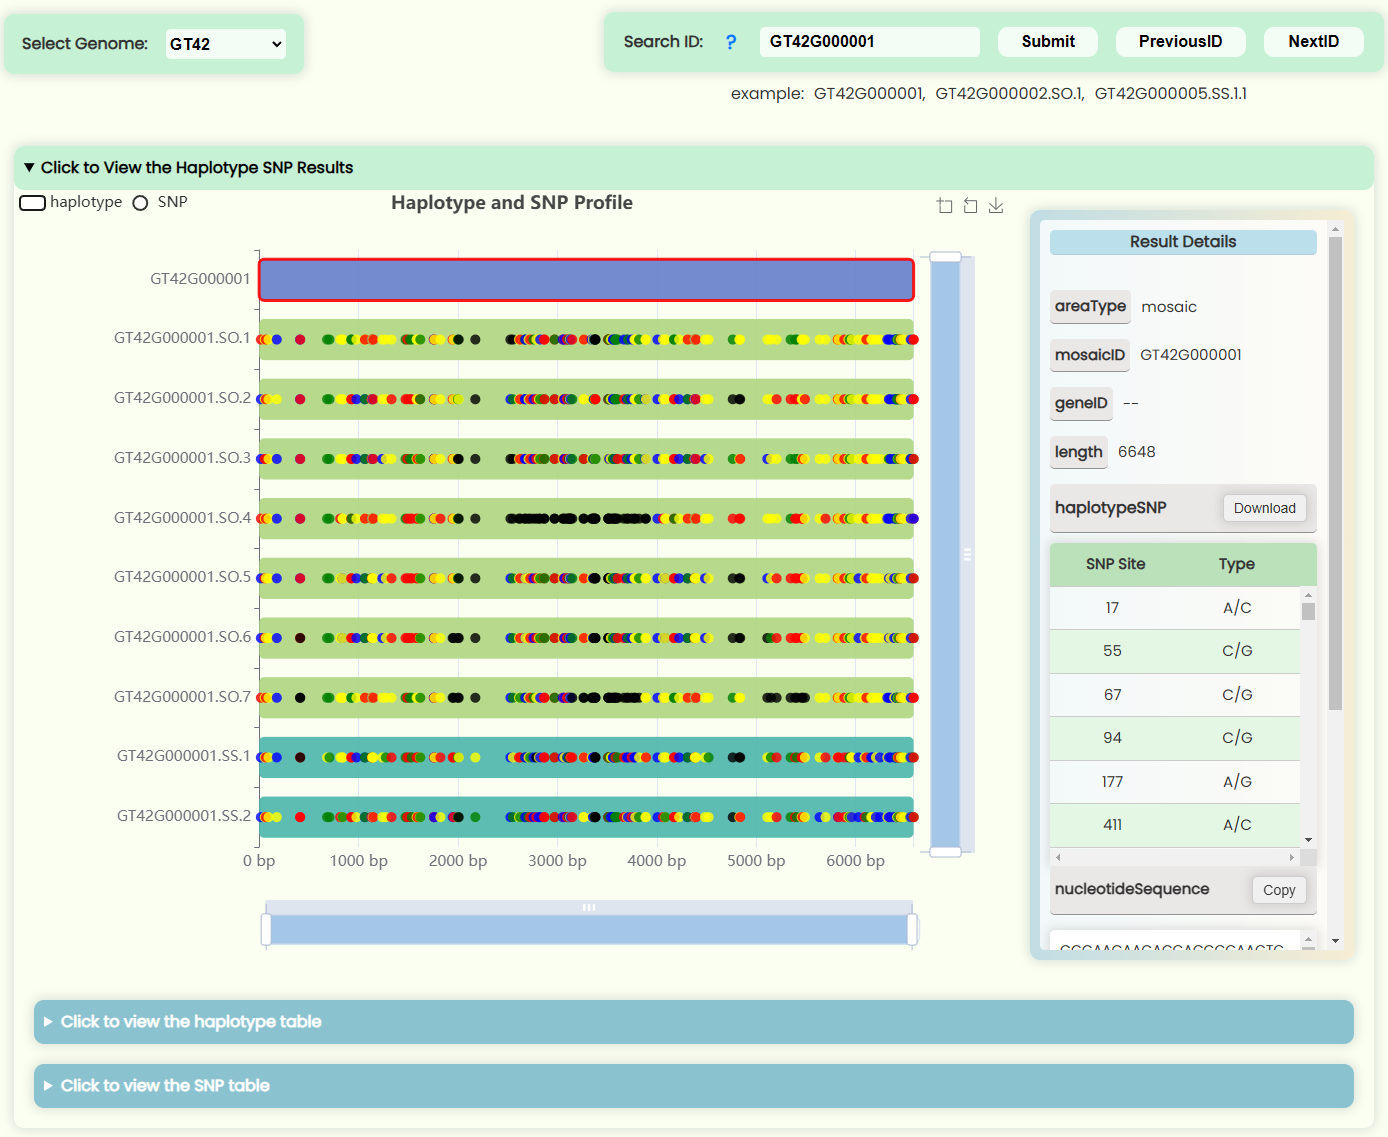 Select Genome: GT42
Search ID: ? GT42G000001 Submit PreviousID NextID
example: GT42G000001, GT42G000002.SO.1, GT42G000005.SS.1.1
▼ Click to View the Haplotype SNP Results
haplotype SNP
Haplotype and SNP Profile
GT42G000001
GT42G000001.SO.1
GT42G000001.SO.2
GT42G000001.SO.3
GT42G000001.SO.4
GT42G000001.SO.5
GT42G000001.SO.6
GT42G000001.SO.7
GT42G000001.SS.1
GT42G000001.SS.2
0 bp 1000 bp 2000 bp 3000 bp 4000 bp 5000 bp 6000 bp
Result Details
areaType mosaic
mosaicID GT42G000001
geneID --
length 6648
haplotypeSNP Download
SNP Site Type
17 A/C
55 C/G
67 C/G
94 C/G
177 A/G
411 A/C
nucleotideSequence Copy
▶ Click to view the haplotype table
▶ Click to view the SNP table